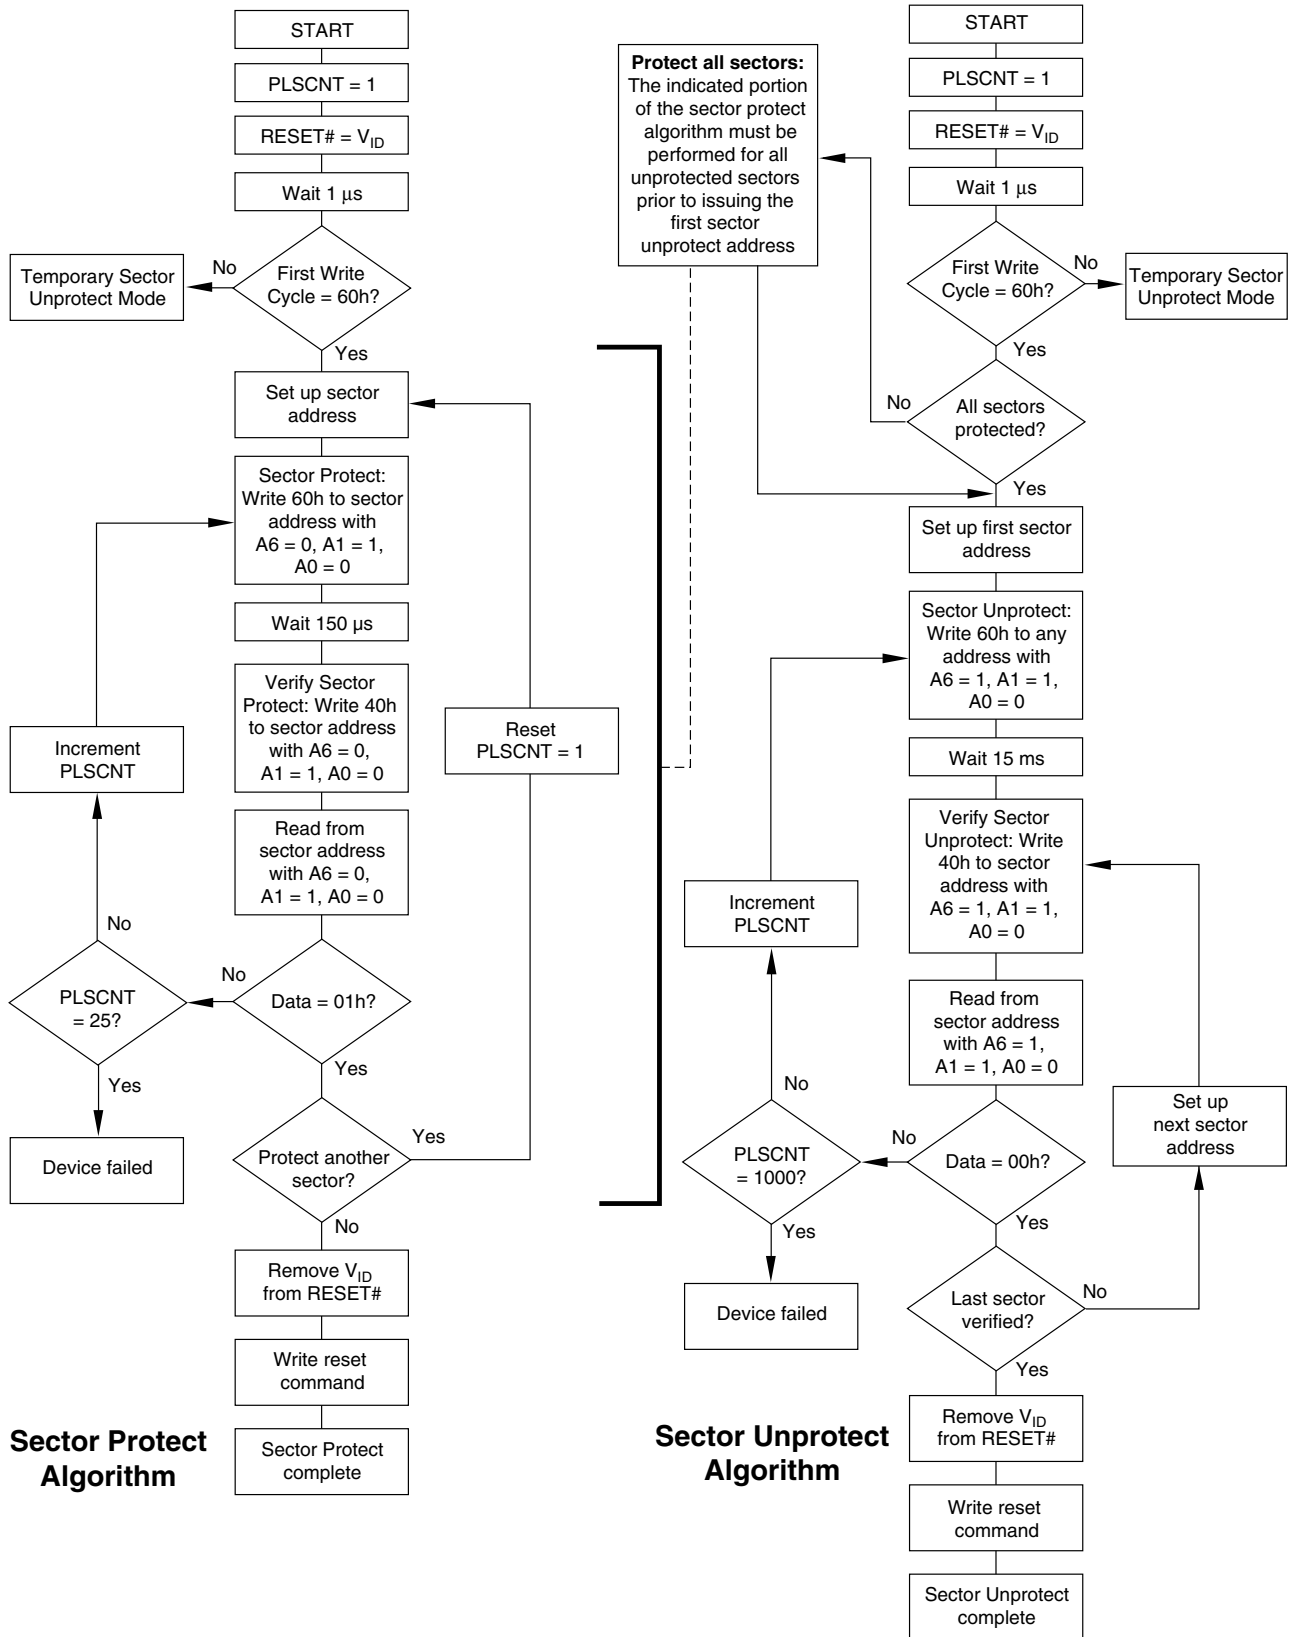 START
PLSCNT = 1
RESET# = VID
Wait 1 μs
First Write
Cycle = 60h?
No
Temporary Sector
Unprotect Mode
Yes
Set up sector
address
Sector Protect:
Write 60h to sector
address with
A6 = 0, A1 = 1,
A0 = 0
Wait 150 µs
Verify Sector
Protect: Write 40h
to sector address
with A6 = 0,
A1 = 1, A0 = 0
Reset
PLSCNT = 1
Increment
PLSCNT
Read from
sector address
with A6 = 0,
A1 = 1, A0 = 0
No
No
Data = 01h?
PLSCNT
= 25?
Yes
Yes
Device failed
Protect another
sector?
Yes
No
Remove VID
from RESET#
Write reset
command
Sector Protect
complete
Sector Protect
Algorithm
Protect all sectors:
The indicated portion
of the sector protect
algorithm must be
performed for all
unprotected sectors
prior to issuing the
first sector
unprotect address
START
PLSCNT = 1
RESET# = VID
Wait 1 μs
First Write
Cycle = 60h?
No
Temporary Sector
Unprotect Mode
Yes
No
All sectors
protected?
Yes
Set up first sector
address
Sector Unprotect:
Write 60h to any
address with
A6 = 1, A1 = 1,
A0 = 0
Wait 15 ms
Verify Sector
Unprotect: Write
40h to sector
address with
A6 = 1, A1 = 1,
A0 = 0
Increment
PLSCNT
Read from
sector address
with A6 = 1,
A1 = 1, A0 = 0
No
Set up
next sector
address
No
Data = 00h?
PLSCNT
= 1000?
Yes
Yes
Device failed
Last sector
verified?
No
Yes
Remove VID
from RESET#
Write reset
command
Sector Unprotect
complete
Sector Unprotect
Algorithm